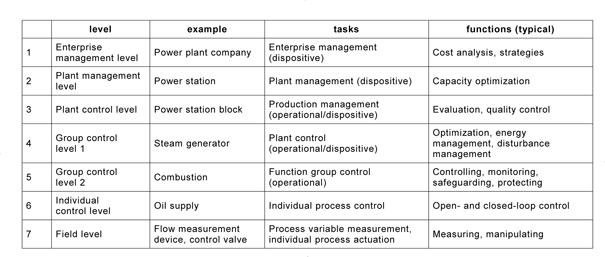 level example tasks functions (typical)
1 Enterprise management level Power plant company Enterprise management (dispositive) Cost analysis, strategies
2 Plant management level Power station Plant management (dispositive) Capacity optimization
3 Plant control level Power station block Production management (operational/dispositive) Evaluation, quality control
4 Group control level 1 Steam generator Plant control (operational/dispositive) Optimization, energy management, disturbance management
5 Group control level 2 Combustion Function group control (operational) Controlling, monitoring, safeguarding, protecting
6 Individual control level Oil supply Individual process control Open- and closed-loop control
7 Field level Flow measurement device, control valve Process variable measurement, individual process actuation Measuring, manipulating